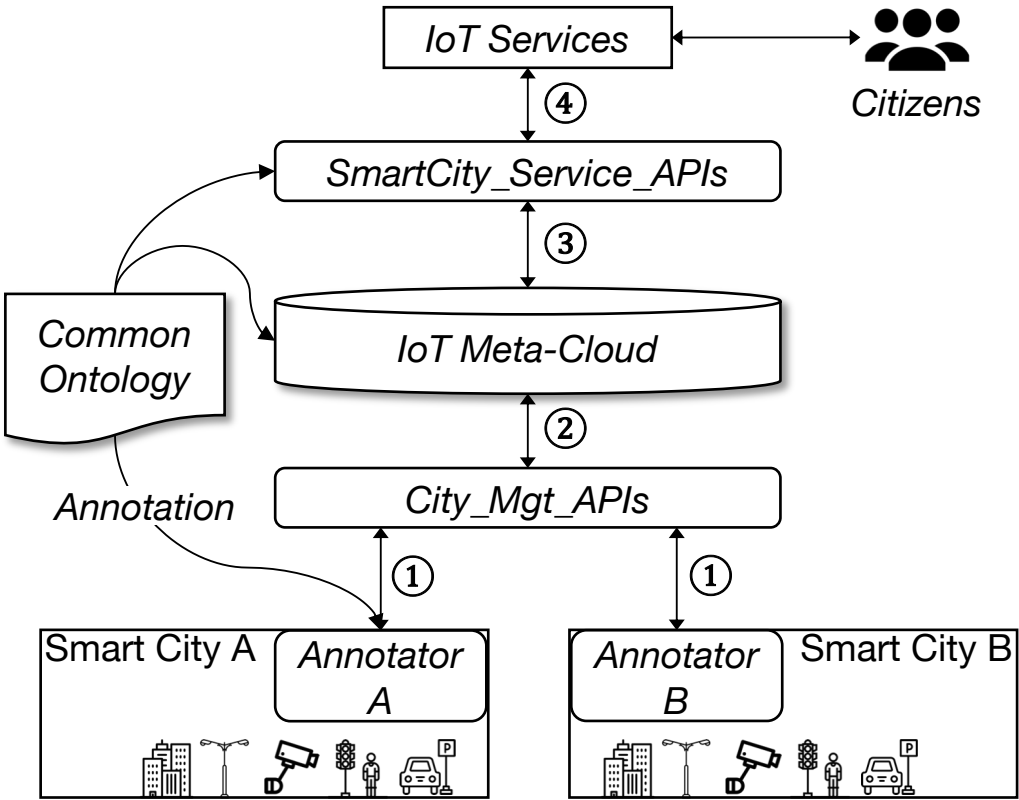 IoT Services
Citizens
④
SmartCity_Service_APIs
③
Common
Ontology
IoT Meta-Cloud
②
Annotation
City_Mgt_APIs
①
①
Smart City A
Annotator
A
Annotator
B
Smart City B
P
P